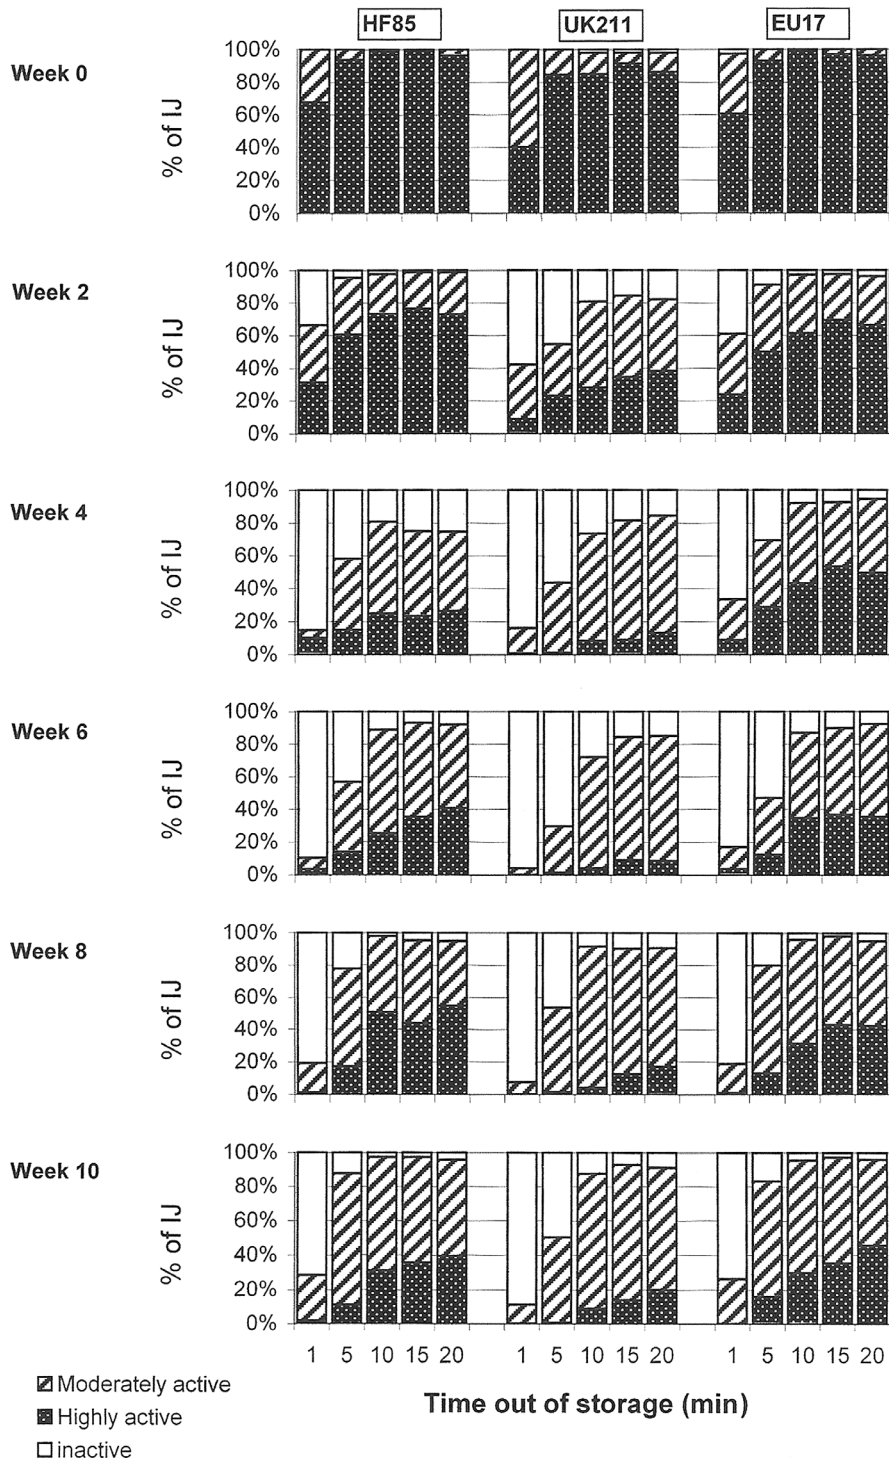 HF85 UK211 EU17
Week 0
% of IJ
100%
80%
60%
40%
20%
0%
Week 2
% of IJ
100%
80%
60%
40%
20%
0%
Week 4
% of IJ
100%
80%
60%
40%
20%
0%
Week 6
% of IJ
100%
80%
60%
40%
20%
0%
Week 8
% of IJ
100%
80%
60%
40%
20%
0%
Week 10
% of IJ
100%
80%
60%
40%
20%
0%
1 5 10 15 20 1 5 10 15 20 1 5 10 15 20
Time out of storage (min)
Moderately active
Highly active
inactive